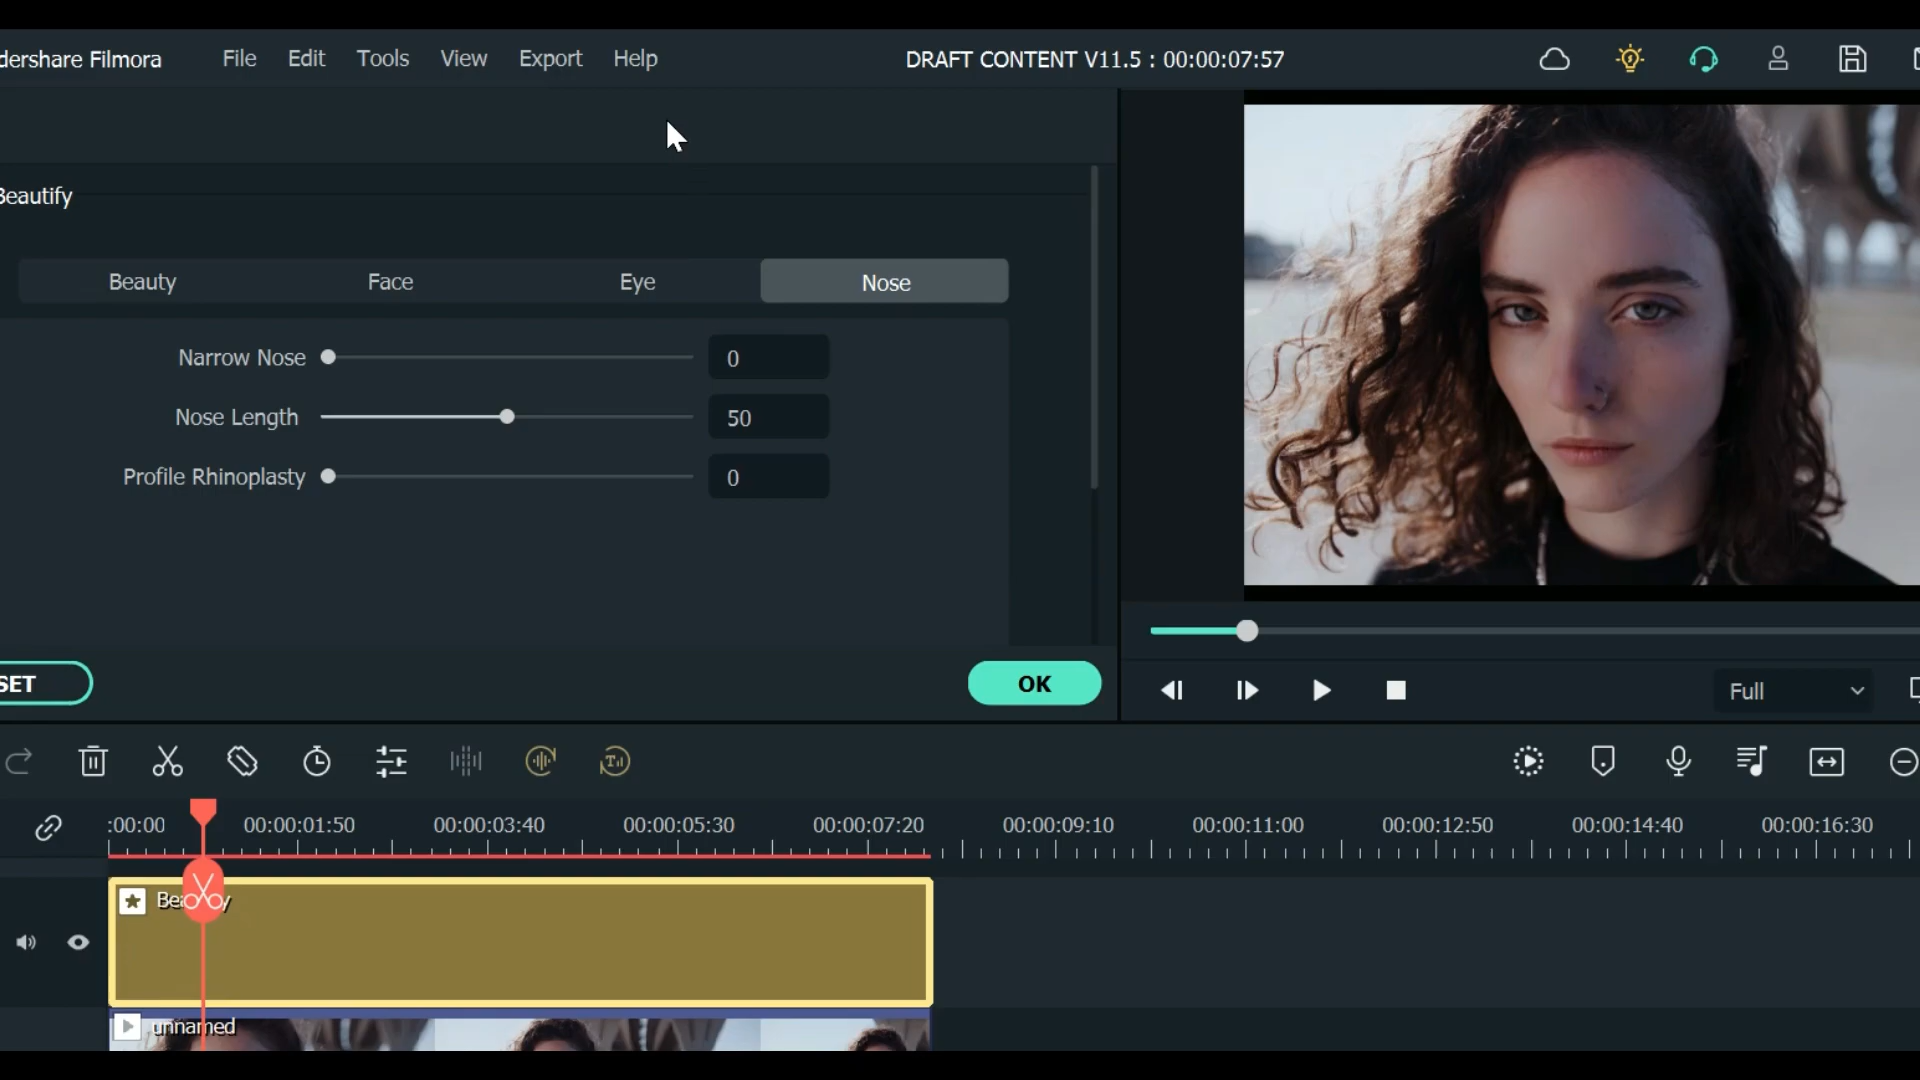 dershare Filmora File Edit Tools View Export Help DRAFT CONTENT V11.5 : 00:00:07:57
Beautify
Beauty Face Eye Nose
Narrow Nose 0
Nose Length 50
Profile Rhinoplasty 0
SET OK
Full
:00:00 00:00:01:50 00:00:03:40 00:00:05:30 00:00:07:20 00:00:09:10 00:00:11:00 00:00:12:50 00:00:14:40 00:00:16:30
unnamed